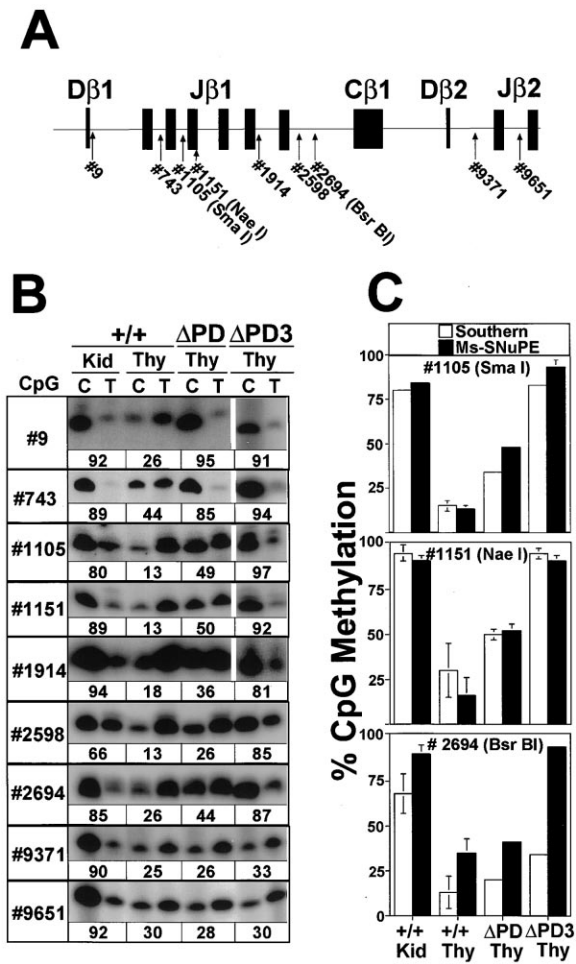 A
Dβ1 Jβ1 Cβ1 Dβ2 Jβ2
#9
#743
#1105 (Sma I)
#1151 (Nae I)
#1914
#2598
#2694 (Bsr BI)
#9371
#9651
B
+/+ ΔPD ΔPD3
Kid Thy Thy Thy
CpG C T C T C T C T
#9
92 26 95 91
#743
89 44 85 94
#1105
80 13 49 97
#1151
89 13 50 92
#1914
94 18 36 81
#2598
66 13 26 85
#2694
85 26 44 87
#9371
90 25 26 33
#9651
92 30 28 30
C
Southern
Ms-SNuPE
% CpG Methylation
#1105 (Sma I)
100
75
50
25
#1151 (Nae I)
100
75
50
25
# 2694 (Bsr BI)
100
75
50
25
0
+/+ +/+ ΔPD ΔPD3
Kid Thy Thy Thy